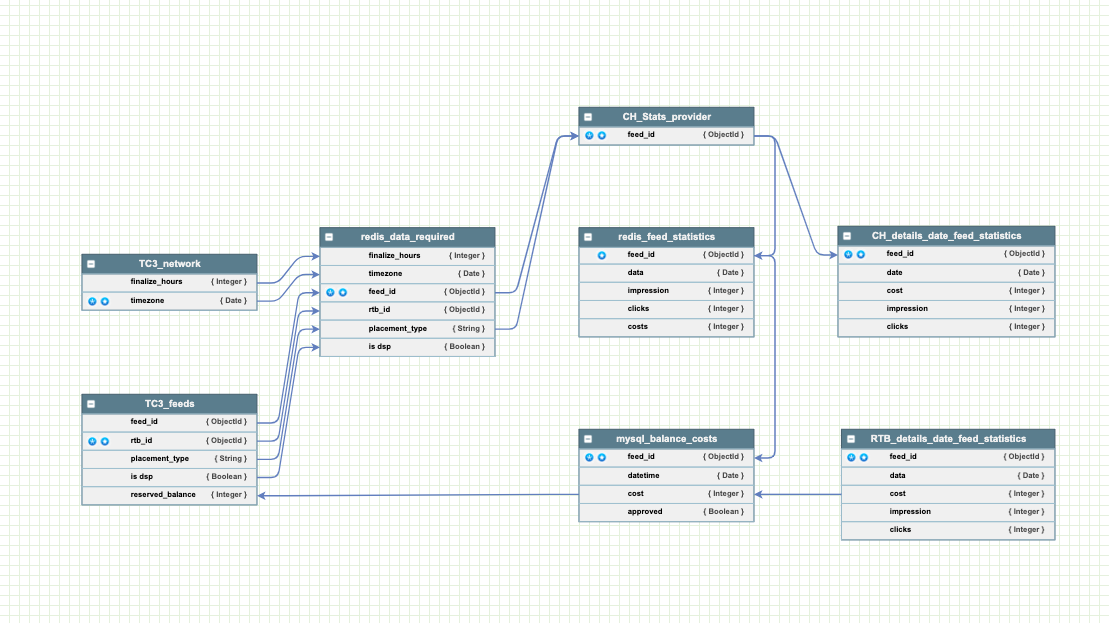 CH_Stats_provider
feed_id { ObjectId }
redis_data_required
finalize_hours { Integer }
timezone { Date }
feed_id { ObjectId }
rtb_id { ObjectId }
placement_type { String }
is dsp { Boolean }
redis_feed_statistics
feed_id { ObjectId }
data { Date }
impression { Integer }
clicks { Integer }
costs { Integer }
CH_details_date_feed_statistics
feed_id { ObjectId }
date { Date }
cost { Integer }
impression { Integer }
clicks { Integer }
TC3_network
finalize_hours { Integer }
timezone { Date }
TC3_feeds
feed_id { ObjectId }
rtb_id { ObjectId }
placement_type { String }
is dsp { Boolean }
reserved_balance { Integer }
mysql_balance_costs
feed_id { ObjectId }
datetime { Date }
cost { Integer }
approved { Boolean }
RTB_details_date_feed_statistics
feed_id { ObjectId }
data { Date }
cost { Integer }
impression { Integer }
clicks { Integer }